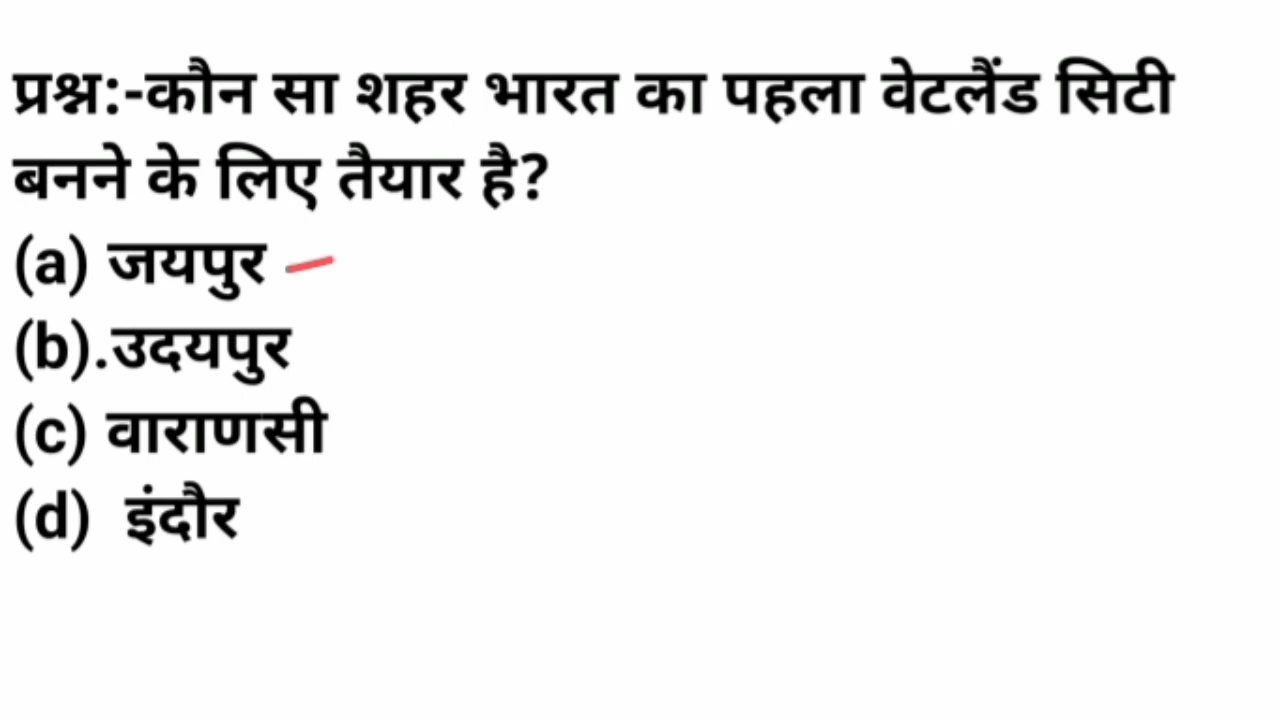 प्रश्न:-कौन सा शहर भारत का पहला वेटलैंड सिटी
बनने के लिए तैयार है?
(a) जयपुर
(b).उदयपुर
(c) वाराणसी
(d) इंदौर